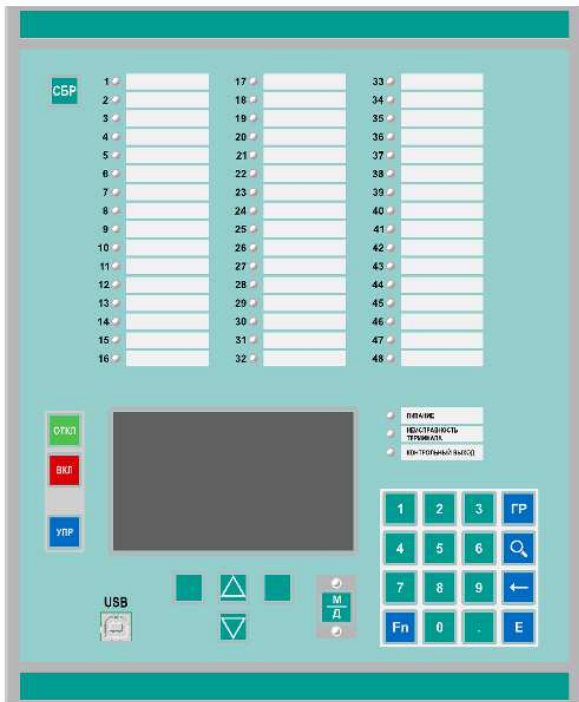 СБР
1 17 33
2 18 34
3 19 35
4 20 36
5 21 37
6 22 38
7 23 39
8 24 40
9 25 41
10 26 42
11 27 43
12 28 44
13 29 45
14 30 46
15 31 47
16 32 48
ПИТАНИЕ
НЕИСПРАВНОСТЬ
ТЕРМИНАЛА
КОНТРОЛЬНЫЙ ВЫХОД
ОТКЛ
ВКЛ
УПР
1 2 3 ГР
4 5 6
7 8 9 ←
Fn 0 . E
М
Д
USB